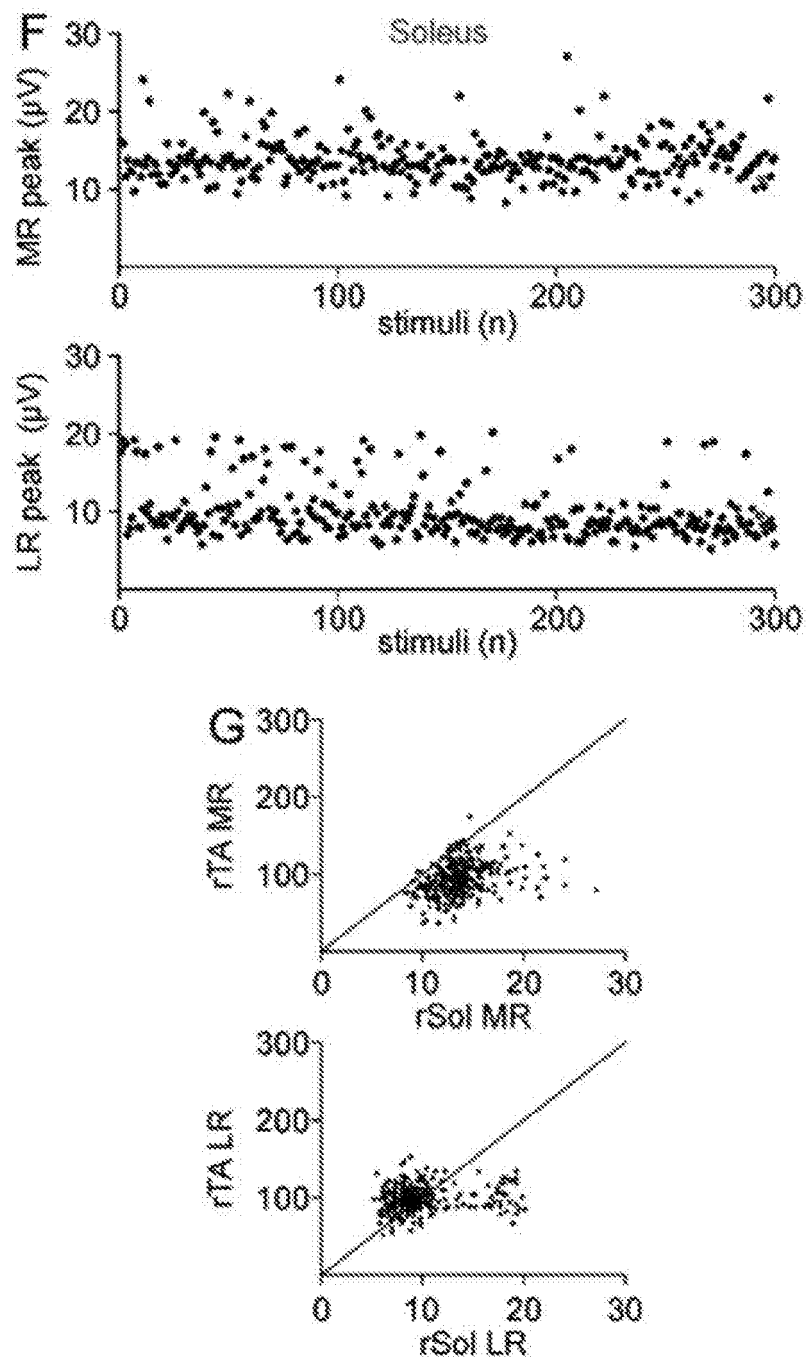 F
Soleus
MR peak (µV)
30
20
10
0 100 200 300
stimuli (n)
LR peak (µV)
30
20
10
0 100 200 300
stimuli (n)
G
rTA MR
300
200
100
0 10 20 30
rSol MR
rTA LR
300
200
100
0 10 20 30
rSol LR